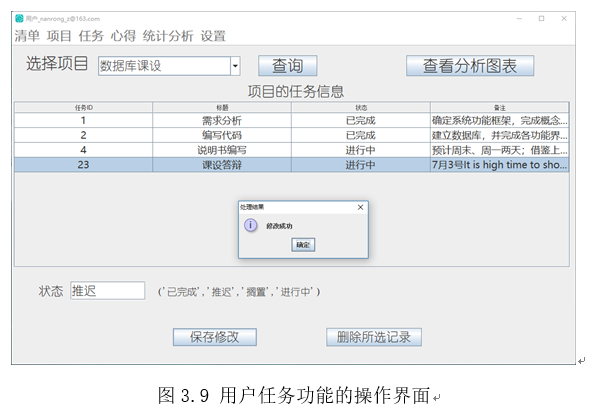 用户_nanrong_z@163.com
清单 项目 任务 心得 统计分析 设置
选择项目 数据库课设 查询 查看分析图表
项目的任务信息
任务ID 标题 状态 备注
1 需求分析 已完成 确定系统功能框架，完成概念...
2 编写代码 已完成 建立数据库，并完成各功能界...
4 说明书编写 进行中 预计周末、周一两天；借鉴上...
23 课设答辩 进行中 7月3号It is high time to sho...
处理结果
修改成功
确定
状态 推迟 （'已完成','推迟','搁置','进行中'）
保存修改 删除所选记录
图 3.9 用户任务功能的操作界面